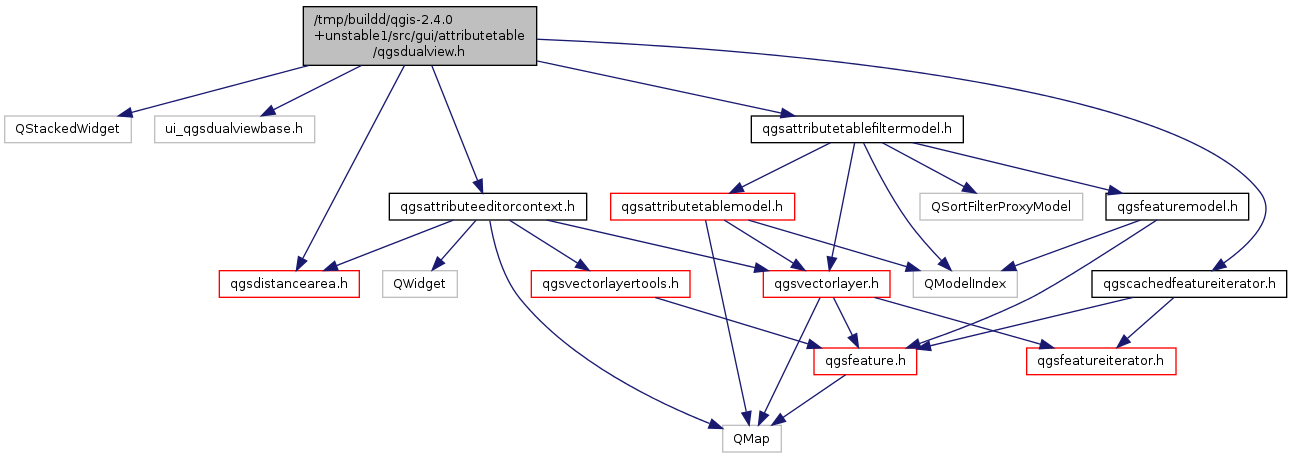 /tmp/buildd/qgis-2.4.0
+unstable1/src/gui/attributetable
/qgsdualview.h
QStackedWidget
ui_qgsdualviewbase.h
qgsattributetablefiltermodel.h
qgsattributeeditorcontext.h
qgsattributetablemodel.h
QSortFilterProxyModel
qgsfeaturemodel.h
qgsdistancearea.h
QWidget
qgsvectorlayertools.h
qgsvectorlayer.h
QModelIndex
qgscachedfeatureiterator.h
qgsfeature.h
qgsfeatureiterator.h
QMap